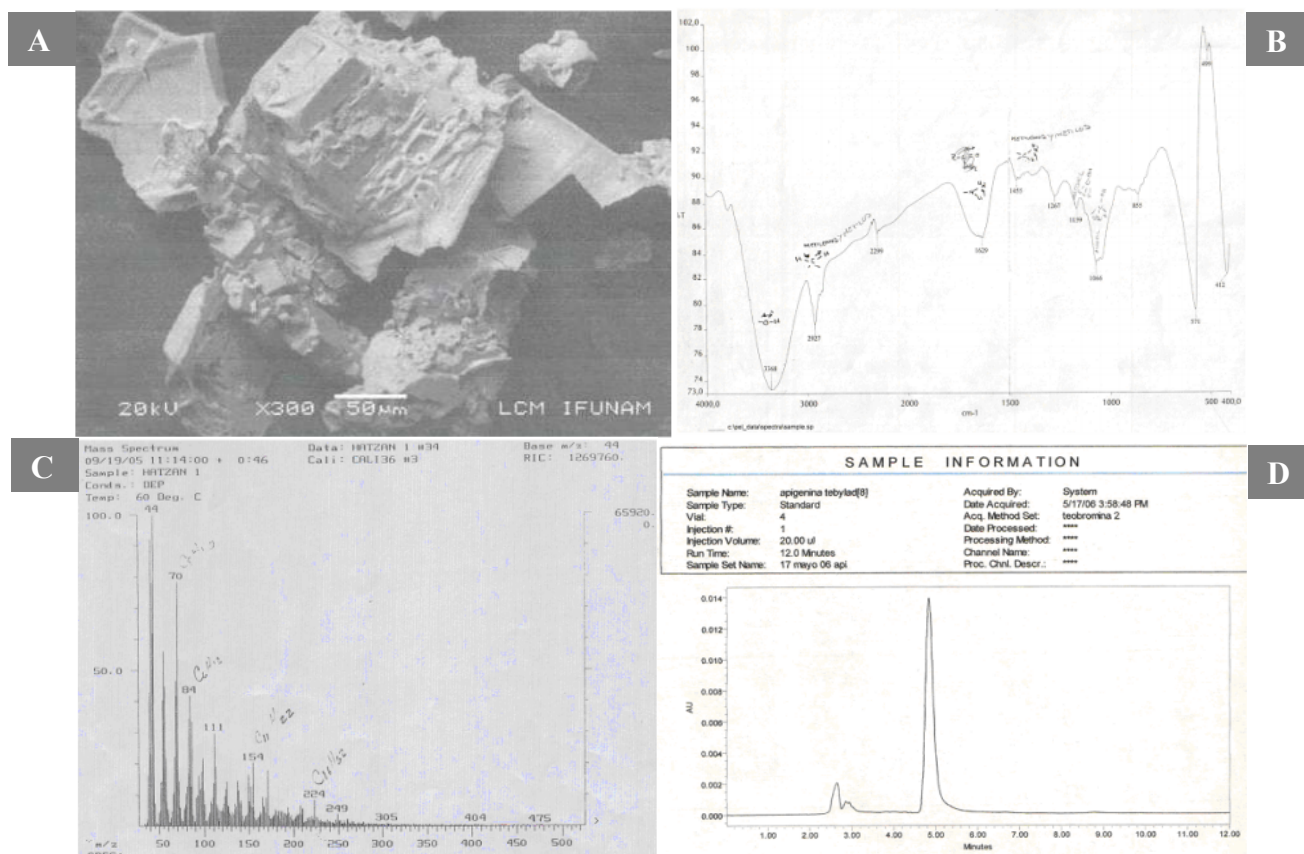 A
20kV X300 50µm LCM IFUNAM
B
102,0
100
98
96
94
92
90
88
86
84
82
80
78
76
74
73,0
%T
3368
2927
2299
1629
1455
1267
1159
1068
855
571
499
412
4000,0 3000 2000 1500 1000 500 400,0
cm-1
c:\pel_data\spectra\sample.sp
C
Mass Spectrum Data: HATZAN 1 #34 Base m/z: 44
09/19/05 11:14:00 + 0:46 Cali: CALI36 #3 RIC: 1269760.
Sample: HATZAN 1
Conds.: DEP
Temp: 60 Deg. C
100.0
44
65920
0.
70
50.0
84
111
154
224
249
305
404
475
m/z 50 100 150 200 250 300 350 400 450 500
D
SAMPLE INFORMATION
Sample Name: apigenina tebylad[8] Acquired By: System
Sample Type: Standard Date Acquired: 5/17/06 3:58:48 PM
Vial: 4 Acq. Method Set: teobromina 2
Injection #: 1 Date Processed: ****
Injection Volume: 20.00 ul Processing Method: ****
Run Time: 12.0 Minutes Channel Name: ****
Sample Set Name: 17 mayo 06 api Proc. Chnl. Descr.: ****
0.014
0.012
0.010
0.008
0.006
0.004
0.002
0.000
AU
1.00 2.00 3.00 4.00 5.00 6.00 7.00 8.00 9.00 10.00 11.00 12.00
Minutes